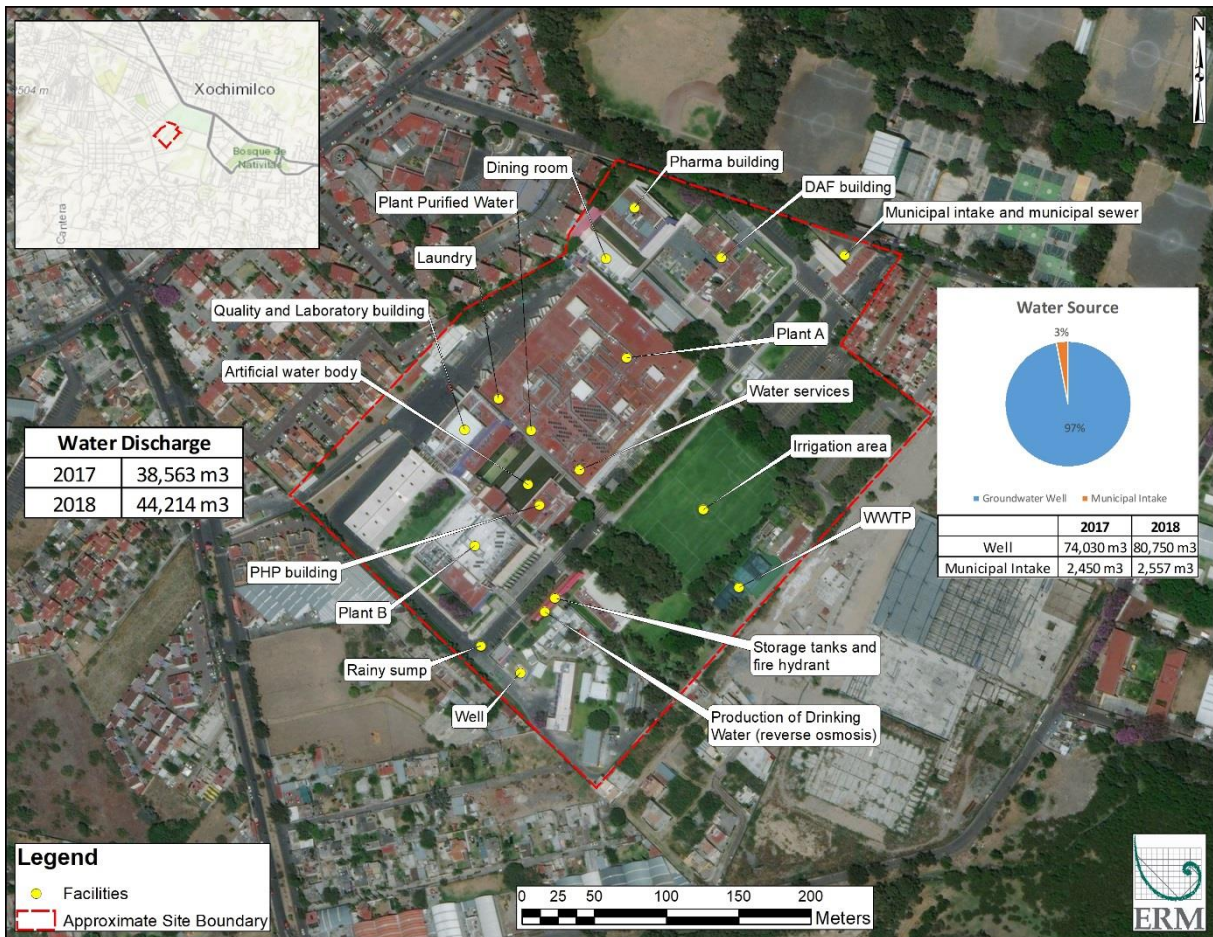 Xochimilco
2504 m
Bosque de
Nativitas
Cantera
N
Dining room
Pharma building
DAF building
Plant Purified Water
Municipal intake and municipal sewer
Laundry
Quality and Laboratory building
Artificial water body
Plant A
Water services
Irrigation area
WWTP
PHP building
Plant B
Rainy sump
Well
Storage tanks and
fire hydrant
Production of Drinking
Water (reverse osmosis)
Water Discharge
2017 38,563 m3
2018 44,214 m3
Water Source
3%
97%
Groundwater Well Municipal Intake
2017 2018
Well 74,030 m3 80,750 m3
Municipal Intake 2,450 m3 2,557 m3
Legend
Facilities
Approximate Site Boundary
0 25 50 100 150 200
Meters
ERM